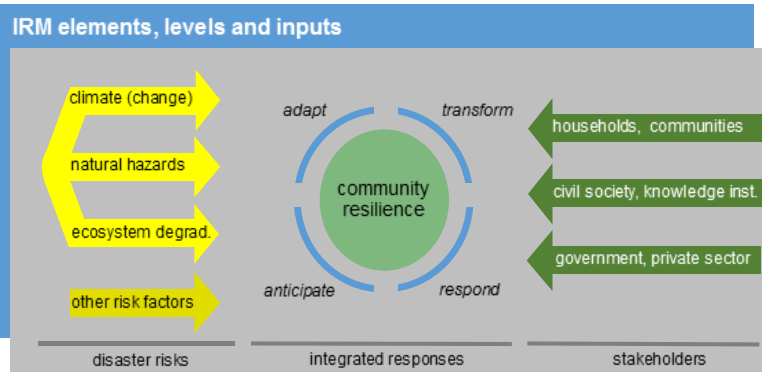 IRM elements, levels and inputs
climate (change)
natural hazards
ecosystem degrad.
other risk factors
adapt
transform
community
resilience
anticipate
respond
households, communities
civil society, knowledge inst.
government, private sector
disaster risks
integrated responses
stakeholders